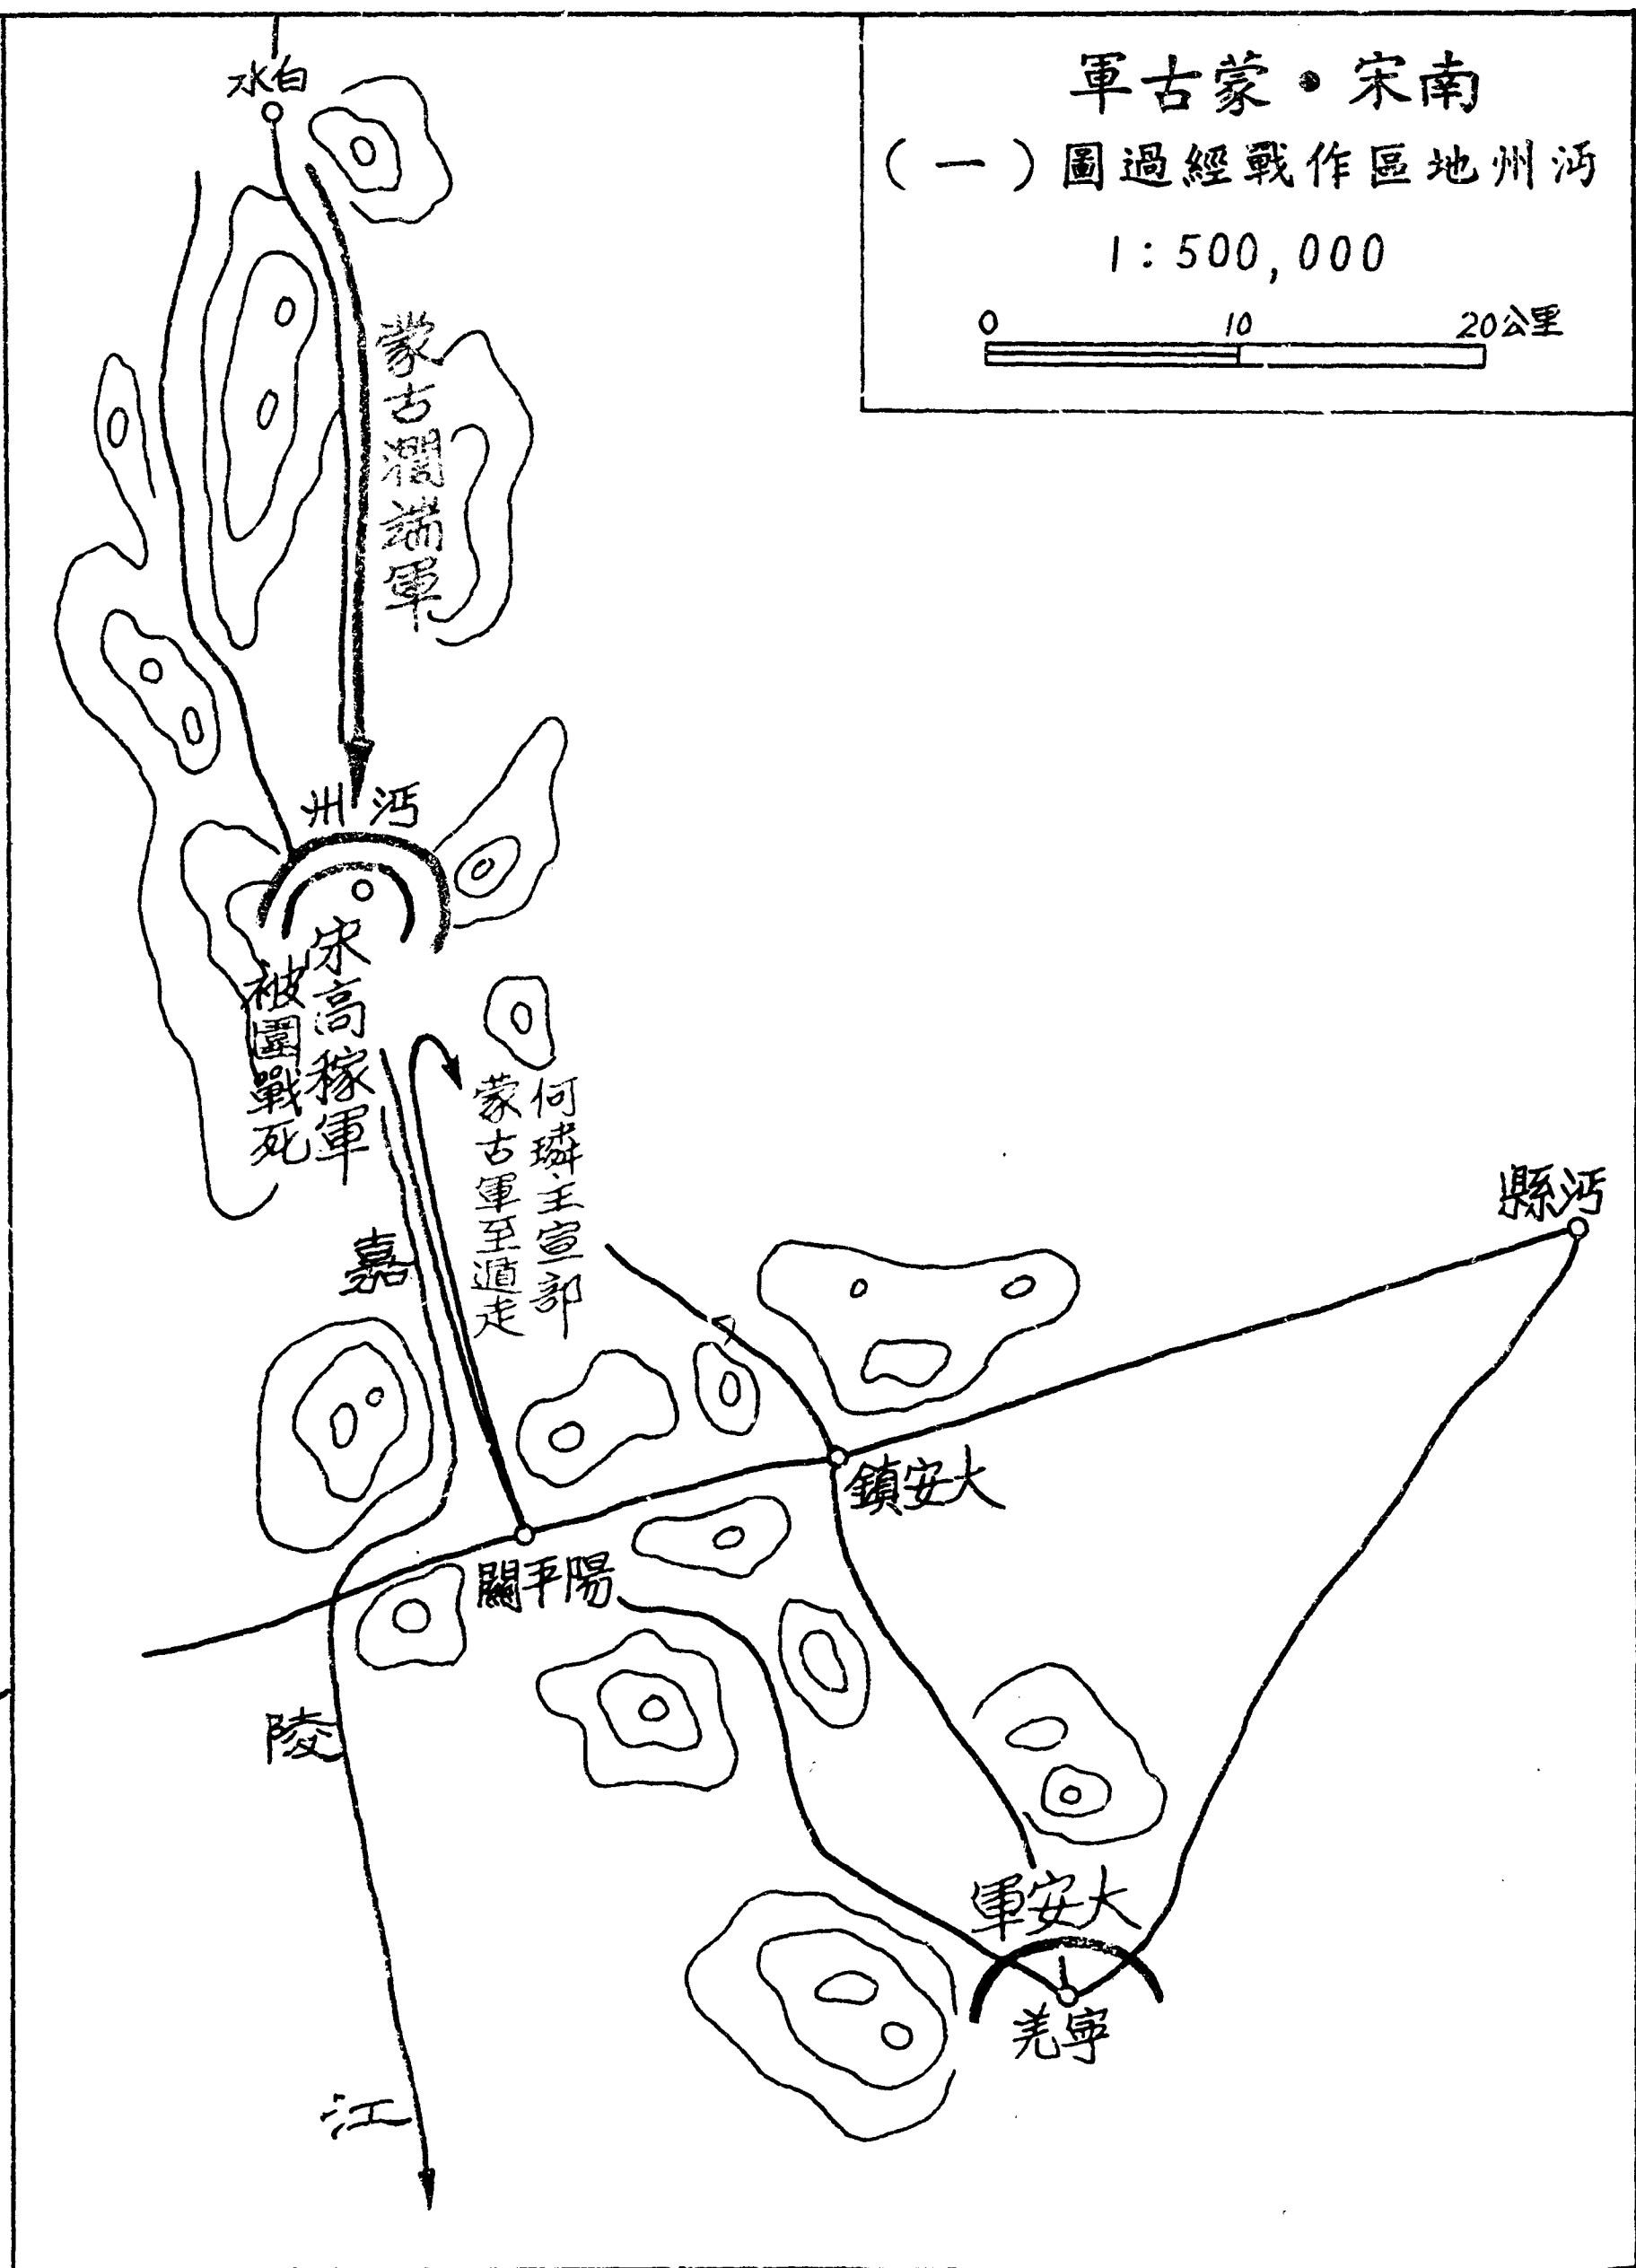 南宋•蒙古軍
沔州地區作戰經過圖(一)
1:500,000
0 10 20公里
白水
蒙古濶端軍
沔州
宋高稼軍
被圍戰死
何璘主宣部
蒙古軍至遁走
嘉
陵
江
沔縣
大安鎮
陽平關
大安軍
寧羌